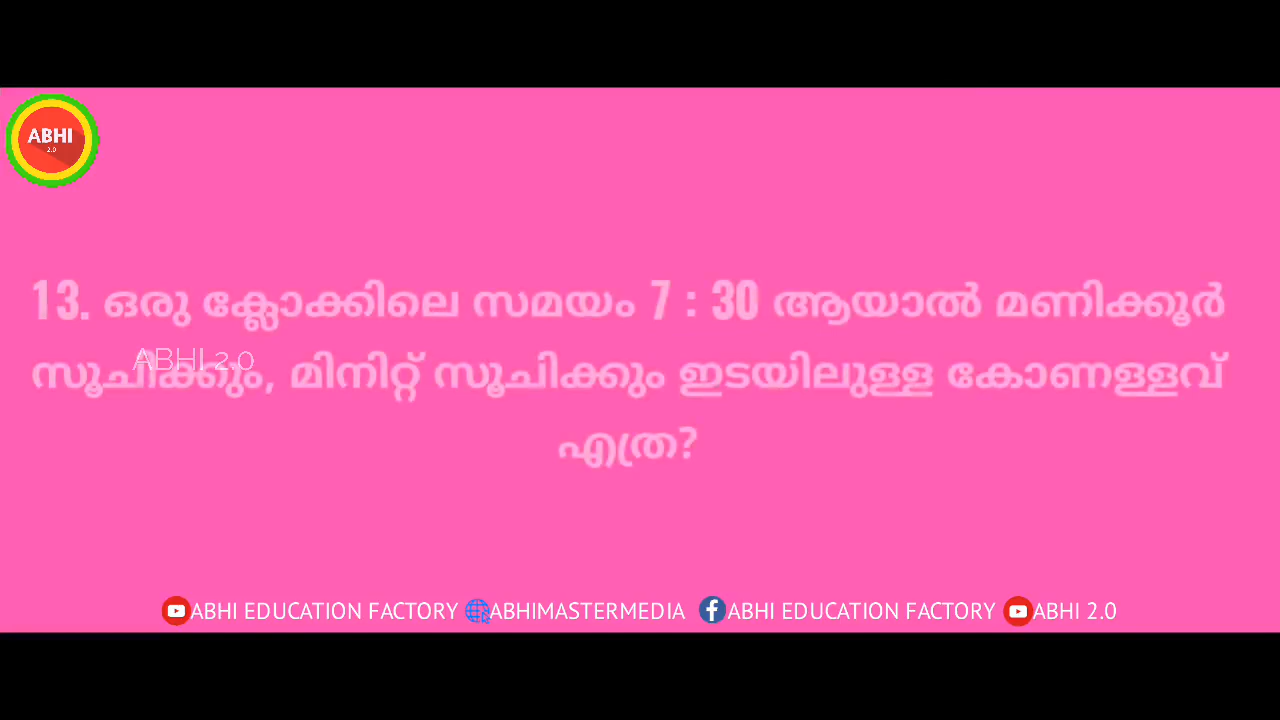 ABHI
2.0
13. ഒരു ക്ലോക്കിലെ സമയം 7 : 30 ആയാൽ മണിക്കൂർ
സൂചിക്കും, മിനിറ്റ് സൂചിക്കും ഇടയിലുള്ള കോണളളവ്
എത്ര?
ABHI 2.0
ABHI EDUCATION FACTORY ABHIMASTERMEDIA ABHI EDUCATION FACTORY ABHI 2.0